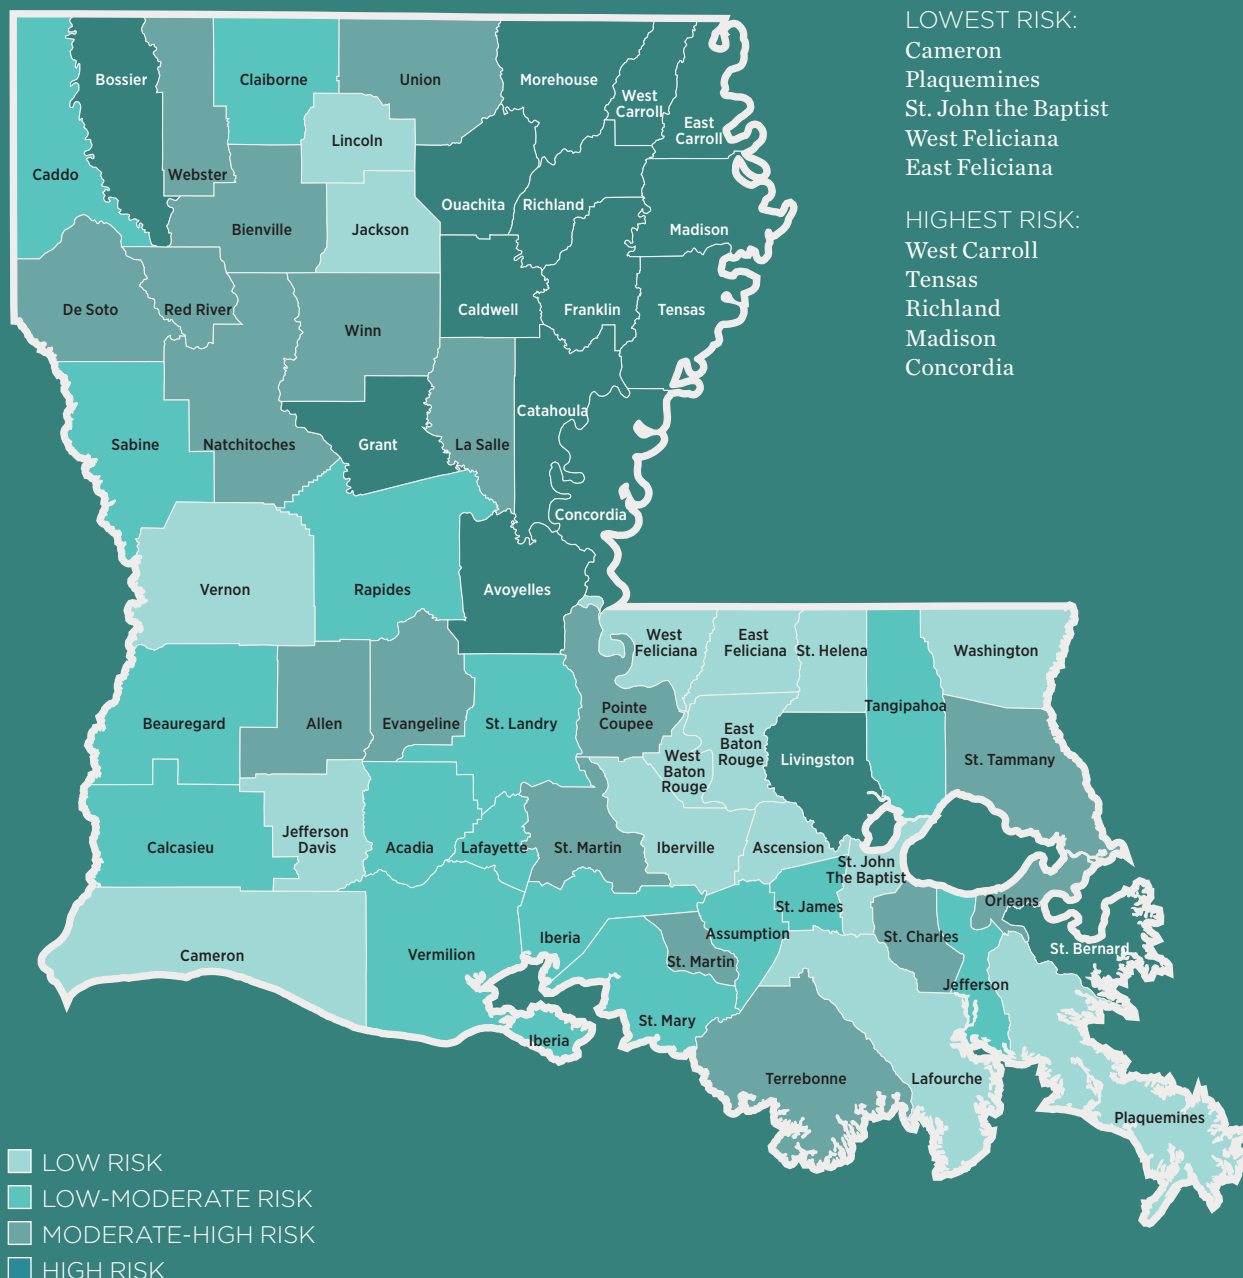 LOWEST RISK:
Cameron
Plaquemines
St. John the Baptist
West Feliciana
East Feliciana
HIGHEST RISK:
West Carroll
Tensas
Richland
Madison
Concordia
Bossier
Claiborne
Union
Morehouse
West
Carroll
East
Carroll
Lincoln
Caddo
Webster
Ouachita
Richland
Bienville
Jackson
Madison
De Soto
Red River
Winn
Caldwell
Franklin
Tensas
Catahoula
Sabine
Natchitoches
Grant
La Salle
Concordia
Vernon
Rapides
Avoyelles
West
Feliciana
East
Feliciana
St. Helena
Washington
Tangipahoa
Beauregard
Allen
Evangeline
St. Landry
Pointe
Coupee
East
Baton
Rouge
West
Baton
Rouge
Livingston
St. Tammany
Calcasieu
Jefferson
Davis
Acadia
Lafayette
St. Martin
Iberville
Ascension
St. John
The Baptist
St. James
Orleans
Cameron
Vermilion
Iberia
Assumption
St. Charles
St. Bernard
St. Martin
Jefferson
St. Mary
Iberia
Terrebonne
Lafourche
Plaquemines
LOW RISK
LOW-MODERATE RISK
MODERATE-HIGH RISK
HIGH RISK